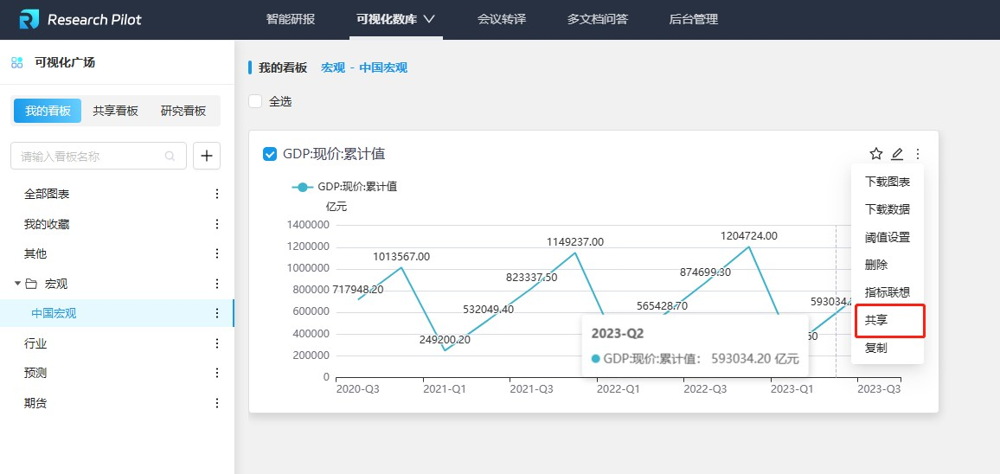 Research Pilot
智能研报
可视化数库
会议转译
多文档问答
后台管理
可视化广场
我的看板
共享看板
研究看板
请输入看板名称
全部图表
我的收藏
其他
宏观
中国宏观
行业
预测
期货
我的看板 宏观 - 中国宏观
全选
GDP:现价:累计值
GDP:现价:累计值
亿元
1400000
1200000
1000000
800000
600000
400000
200000
0
717948.20
1013567.00
249200.20
532049.40
823337.50
1149237.00
565428.70
874699.30
1204724.00
593034.
2020-Q3
2021-Q1
2021-Q3
2022-Q1
2022-Q3
2023-Q1
2023-Q3
2023-Q2
GDP:现价:累计值: 593034.20 亿元
下载图表
下载数据
阈值设置
删除
指标联想
共享
复制